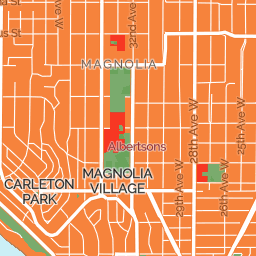 us St
32nd Ave
MAGNOLIA
Albertsons
MAGNOLIA
VILLAGE
CARLETON
PARK
28th Ave W
25th Ave W
29th Ave W
26th Ave W